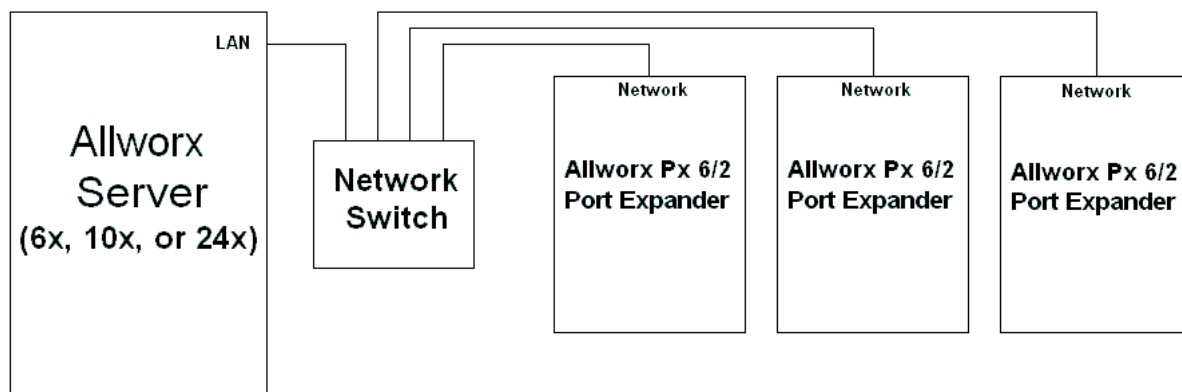 LAN
Allworx
Server
(6x, 10x, or 24x)
Network
Switch
Network
Allworx Px 6/2
Port Expander
Network
Allworx Px 6/2
Port Expander
Network
Allworx Px 6/2
Port Expander